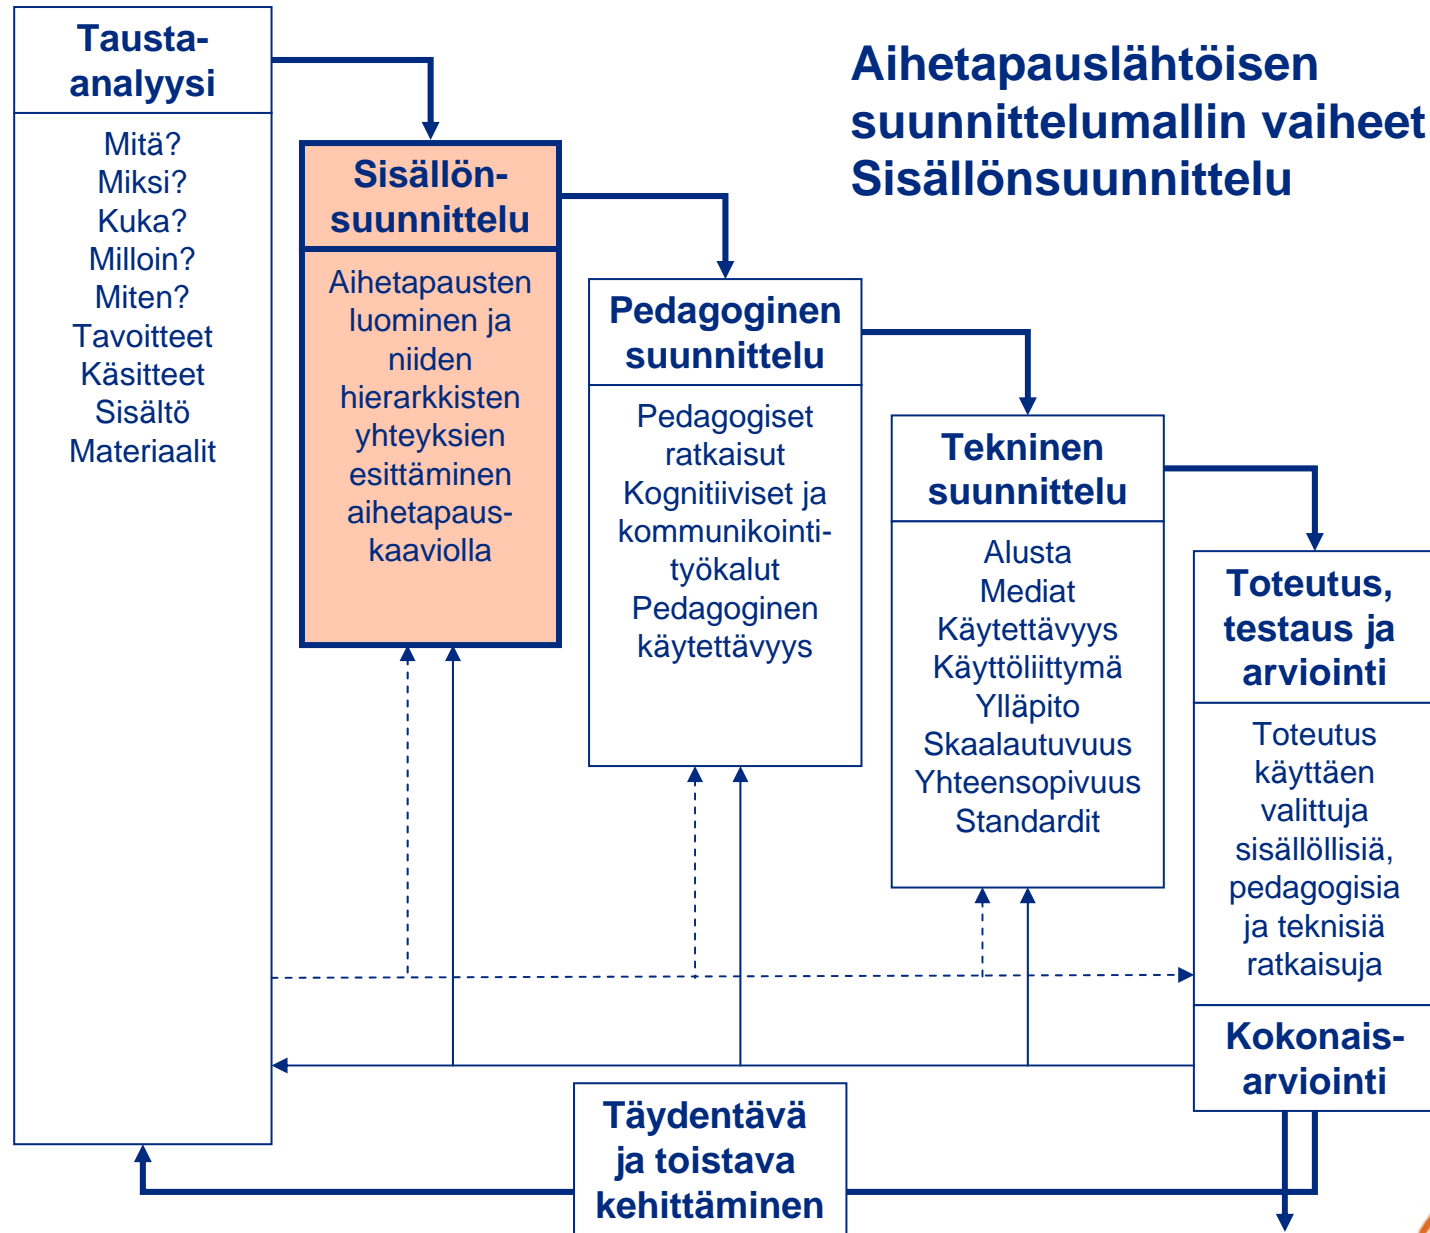 Tausta-
analyysi
Mitä?
Miksi?
Kuka?
Milloin?
Miten?
Tavoitteet
Käsitteet
Sisältö
Materiaalit
Aihetapauslähtöisen
suunnittelumallin vaiheet
Sisällönsuunnittelu
Sisällön-
suunnittelu
Aihetapausten
luominen ja
niiden
hierarkkisten
yhteyksien
esittäminen
aihetapaus-
kaaviolla
Pedagoginen
suunnittelu
Pedagogiset
ratkaisut
Kognitiiviset ja
kommunikointi-
työkalut
Pedagoginen
käytettävyys
Tekninen
suunnittelu
Alusta
Mediat
Käytettävyys
Käyttöliittymä
Ylläpito
Skaalautuvuus
Yhteensopivuus
Standardit
Toteutus,
testaus ja
arviointi
Toteutus
käyttäen
valittuja
sisällöllisiä,
pedagogisia
ja teknisiä
ratkaisuja
Kokonais-
arviointi
Täydentävä
ja toistava
kehittäminen